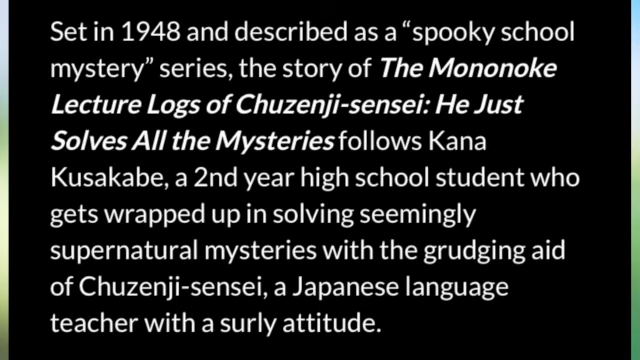 Set in 1948 and described as a “spooky school
mystery” series, the story of The Mononoke
Lecture Logs of Chuzenji-sensei: He Just
Solves All the Mysteries follows Kana
Kusakabe, a 2nd year high school student who
gets wrapped up in solving seemingly
supernatural mysteries with the grudging aid
of Chuzenji-sensei, a Japanese language
teacher with a surly attitude.